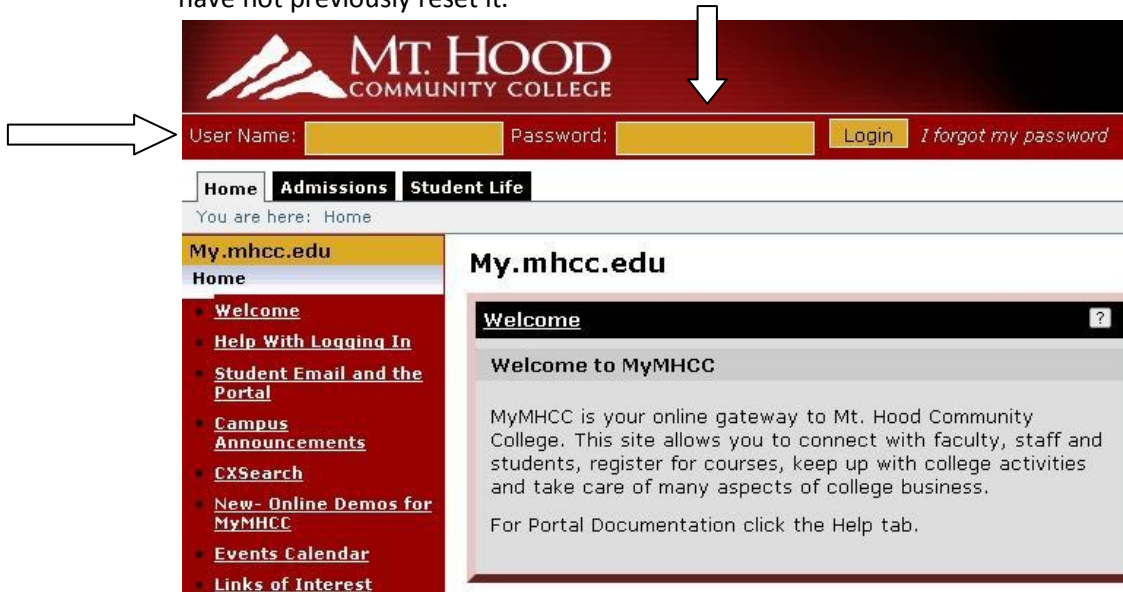 have not previously reset it.
MT. HOOD
COMMUNITY COLLEGE
User Name: Password: Login I forgot my password
Home Admissions Student Life
You are here: Home
My.mhcc.edu
Home
Welcome
Help With Logging In
Student Email and the
Portal
Campus
Announcements
CXSearch
New- Online Demos for
MyMHCC
Events Calendar
Links of Interest
My.mhcc.edu
Welcome ?
Welcome to MyMHCC
MyMHCC is your online gateway to Mt. Hood Community
College. This site allows you to connect with faculty, staff and
students, register for courses, keep up with college activities
and take care of many aspects of college business.
For Portal Documentation click the Help tab.